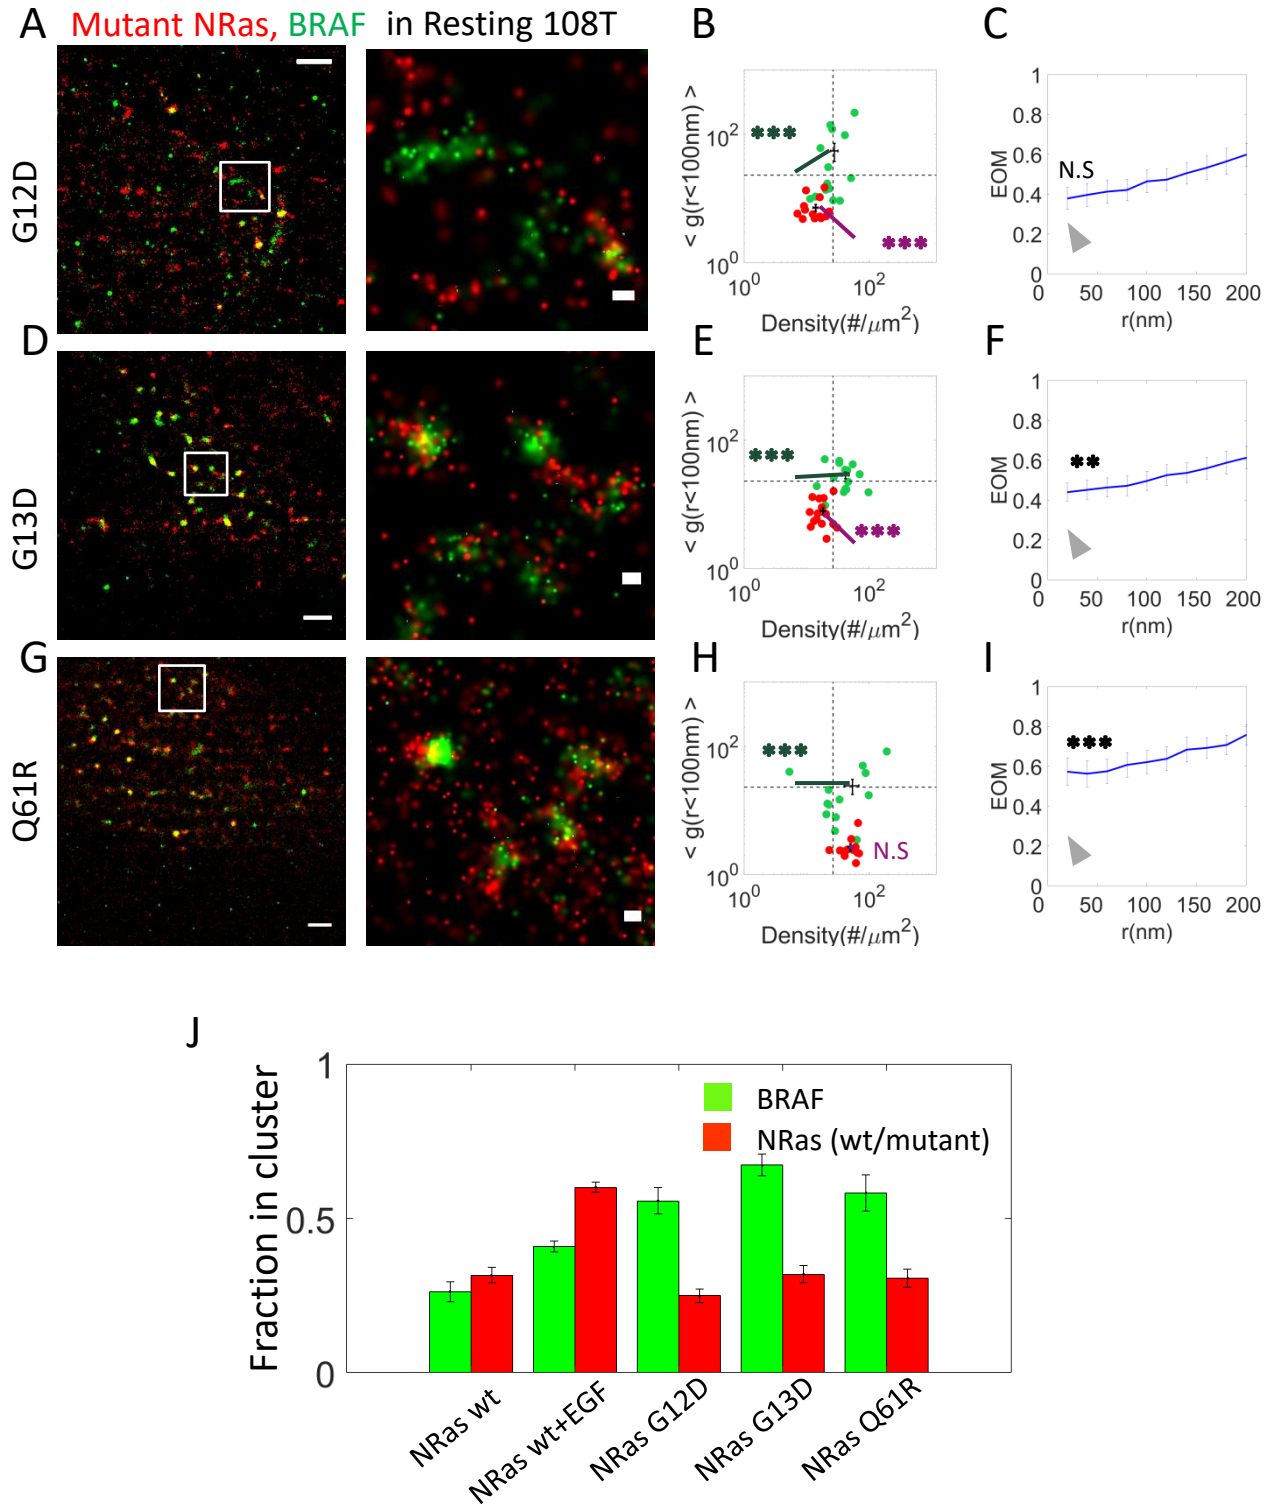 A Mutant NRas, BRAF in Resting 108T B C
G12D
< g(r<100nm) >
10²
10⁰
✱✱✱
✱✱✱
10⁰ 10²
Density(#/μm²)
EOM
1
0.8
0.6
0.4
0.2
0
N.S
0 50 100 150 200
r(nm)
D E F
G13D
< g(r<100nm) >
10²
10⁰
✱✱✱
✱✱✱
10⁰ 10²
Density(#/μm²)
EOM
1
0.8
0.6
0.4
0.2
0
✱✱
0 50 100 150 200
r(nm)
G H I
Q61R
< g(r<100nm) >
10²
10⁰
✱✱✱
N.S
10⁰ 10²
Density(#/μm²)
EOM
1
0.8
0.6
0.4
0.2
0
✱✱✱
0 50 100 150 200
r(nm)
J
Fraction in cluster
1
0.5
0
BRAF
NRas (wt/mutant)
NRas wt
NRas wt+EGF
NRas G12D
NRas G13D
NRas Q61R